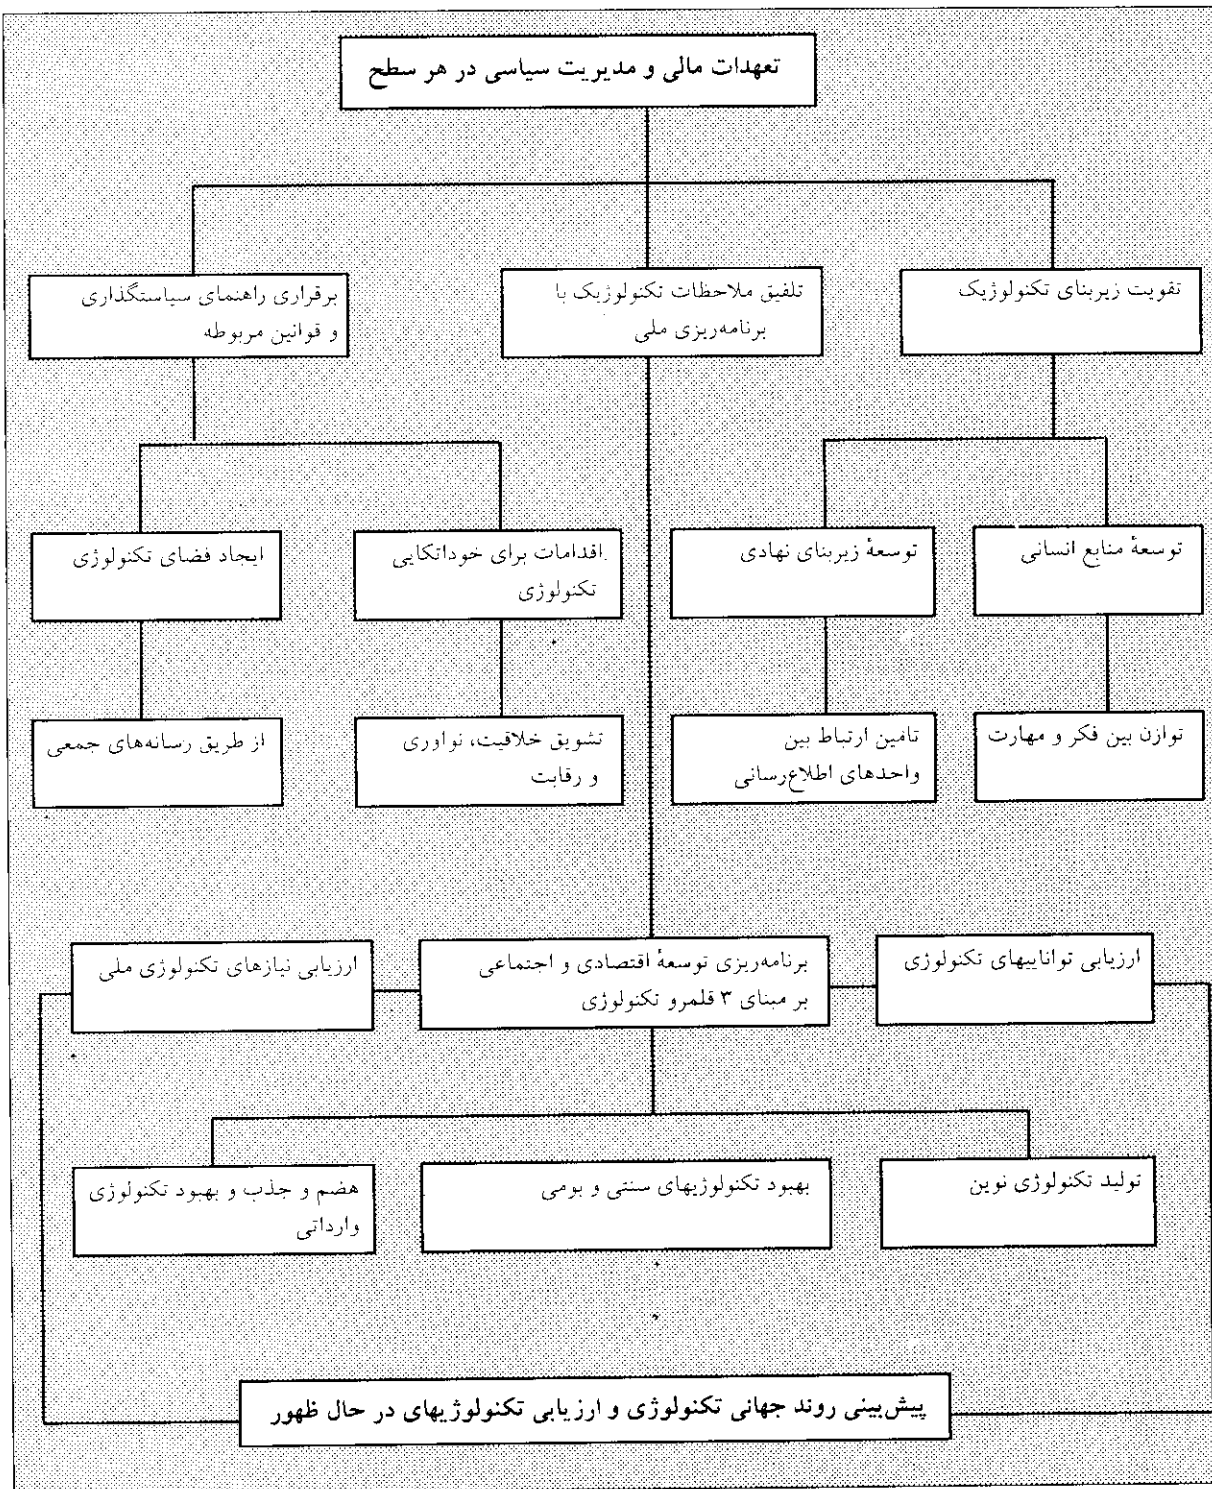 تعهدات مالی و مدیریت سیاسی در هر سطح
تقویت زیربنای تکنولوژیک
تلفیق ملاحظات تکنولوژیک با
برنامه‌ریزی ملی
برقراری راهنمای سیاستگذاری
و قوانین مربوطه
توسعهٔ منابع انسانی
توسعهٔ زیربنای نهادی
اقدامات برای خوداتکایی
تکنولوژی
ایجاد فضای تکنولوژی
توازن بین فکر و مهارت
تامین ارتباط بین
واحدهای اطلاع‌رسانی
تشویق خلاقیت، نواوری
و رقابت
از طریق رسانه‌های جمعی
ارزیابی تواناییهای تکنولوژی
برنامه‌ریزی توسعهٔ اقتصادی و اجتماعی
بر مبنای ۳ قلمرو تکنولوژی
ارزیابی نیازهای تکنولوژی ملی
تولید تکنولوژی نوین
بهبود تکنولوژیهای سنتی و بومی
هضم و جذب و بهبود تکنولوژی
وارداتی
پیش‌بینی روند جهانی تکنولوژی و ارزیابی تکنولوژیهای در حال ظهور